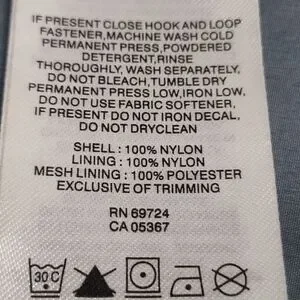 IF PRESENT CLOSE HOOK AND LOOP
FASTENER,MACHINE WASH COLD
PERMANENT PRESS,POWDERED
DETERGENT,RINSE
THOROUGHLY, WASH SEPARATELY,
DO NOT BLEACH,TUMBLE DRY
PERMANENT PRESS LOW,IRON LOW,
DO NOT USE FABRIC SOFTENER,
IF PRESENT DO NOT IRON DECAL,
DO NOT DRYCLEAN
SHELL : 100% NYLON
LINING : 100% NYLON
MESH LINING : 100% POLYESTER
EXCLUSIVE OF TRIMMING
RN 69724
CA 05367
30C